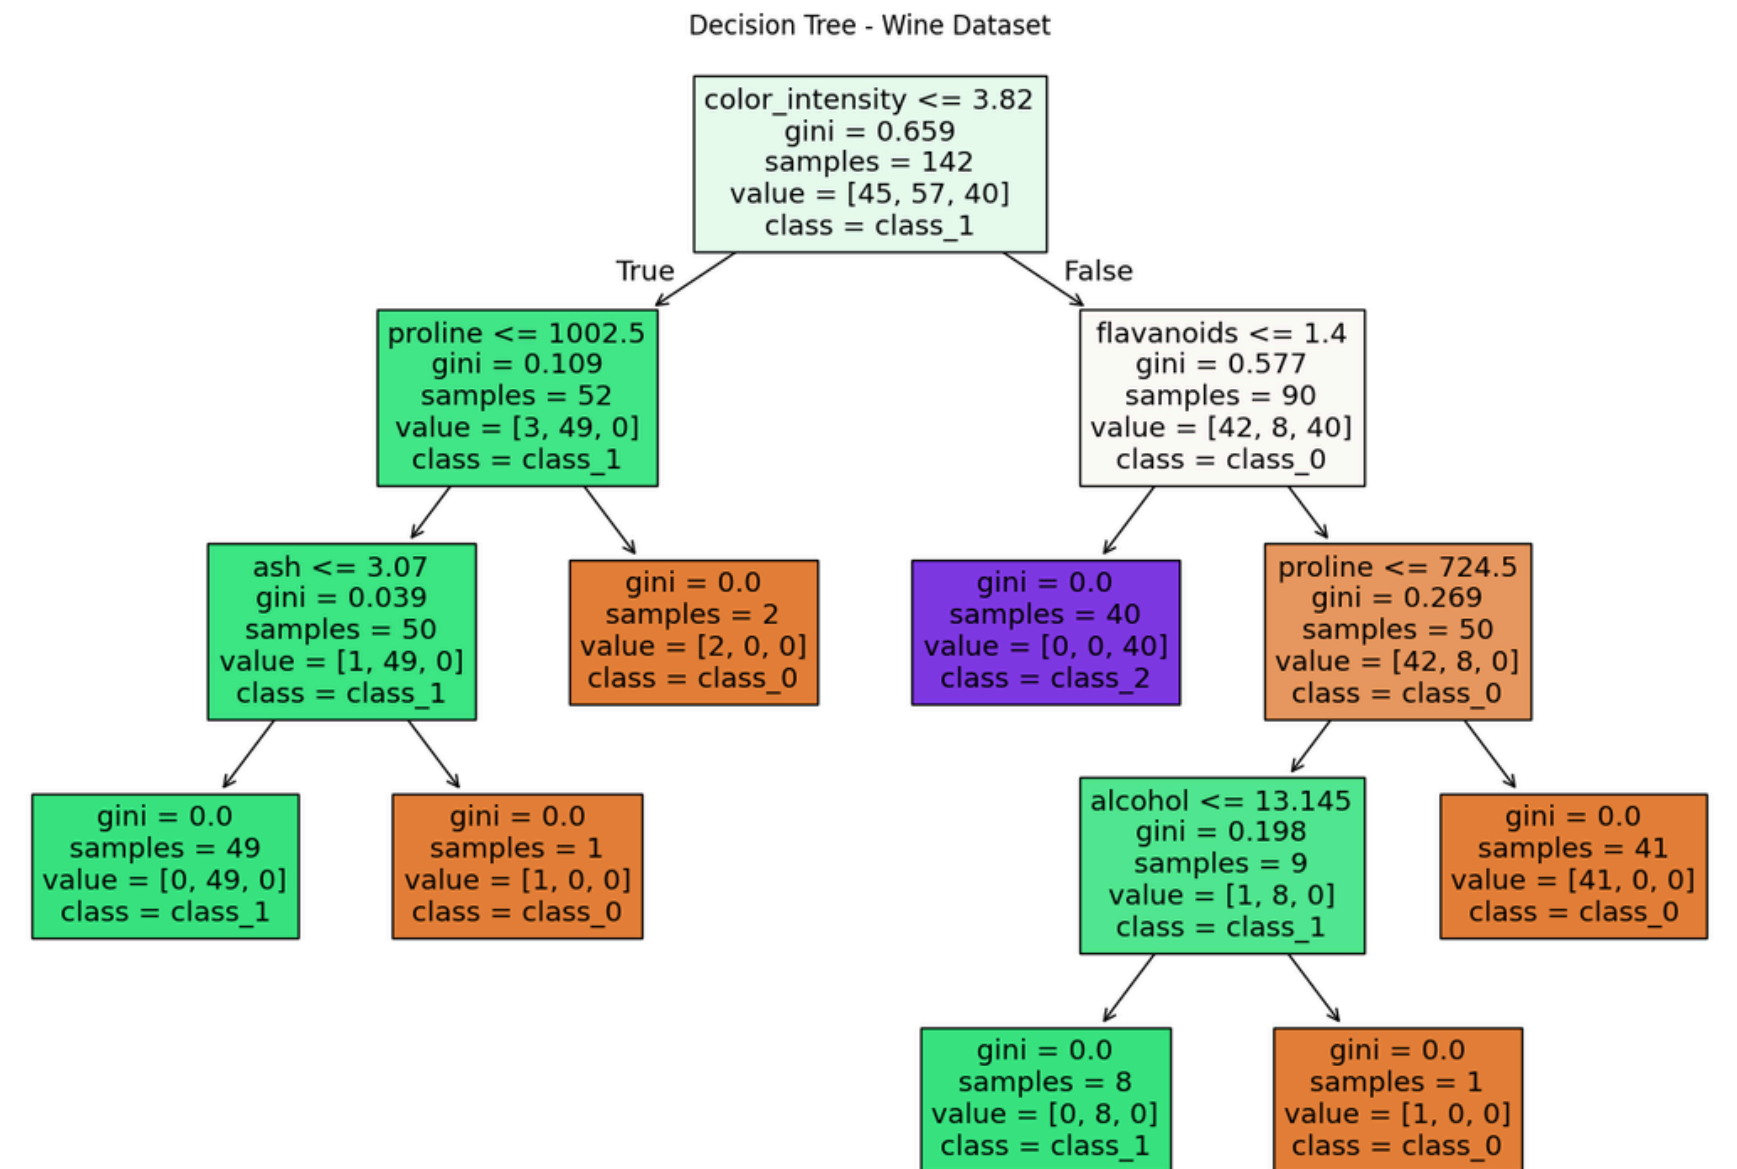 Decision Tree - Wine Dataset
color_intensity <= 3.82
gini = 0.659
samples = 142
value = [45, 57, 40]
class = class_1
True
False
proline <= 1002.5
gini = 0.109
samples = 52
value = [3, 49, 0]
class = class_1
flavanoids <= 1.4
gini = 0.577
samples = 90
value = [42, 8, 40]
class = class_0
ash <= 3.07
gini = 0.039
samples = 50
value = [1, 49, 0]
class = class_1
gini = 0.0
samples = 2
value = [2, 0, 0]
class = class_0
gini = 0.0
samples = 40
value = [0, 0, 40]
class = class_2
proline <= 724.5
gini = 0.269
samples = 50
value = [42, 8, 0]
class = class_0
gini = 0.0
samples = 49
value = [0, 49, 0]
class = class_1
gini = 0.0
samples = 1
value = [1, 0, 0]
class = class_0
alcohol <= 13.145
gini = 0.198
samples = 9
value = [1, 8, 0]
class = class_1
gini = 0.0
samples = 41
value = [41, 0, 0]
class = class_0
gini = 0.0
samples = 8
value = [0, 8, 0]
class = class_1
gini = 0.0
samples = 1
value = [1, 0, 0]
class = class_0